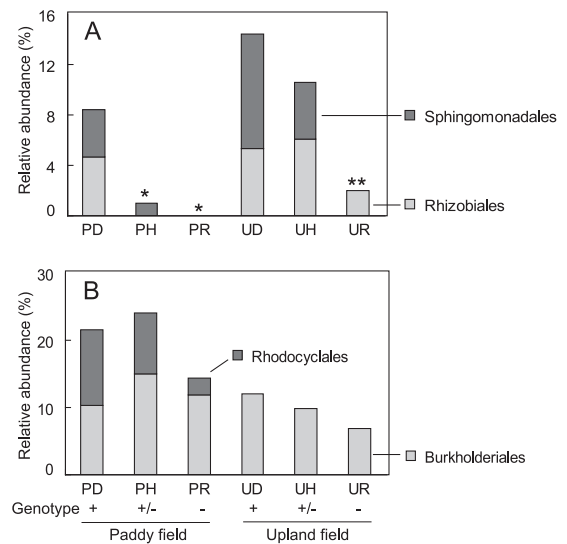 16
A
12
8
4
0
Relative abundance (%)
Sphingomonadales
Rhizobiales
*
*
**
PD PH PR UD UH UR
30
B
20
10
0
Relative abundance (%)
Rhodocyclales
Burkholderiales
PD PH PR UD UH UR
Genotype + +/- - + +/- -
Paddy field Upland field